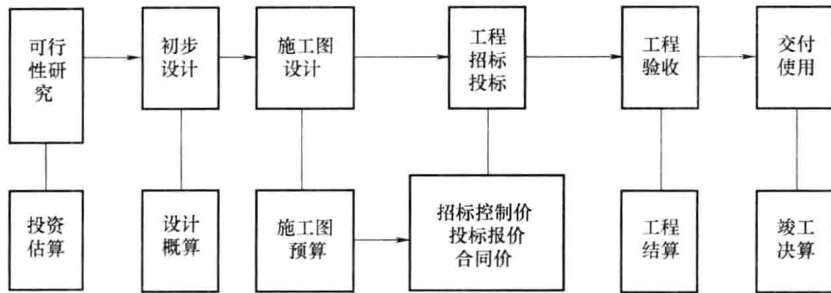 可行
性研
究
初步
设计
施工图
设计
工程
招标
投标
工程
验收
交付
使用
投资
估算
设计
概算
施工图
预算
招标控制价
投标报价
合同价
工程
结算
竣工
决算